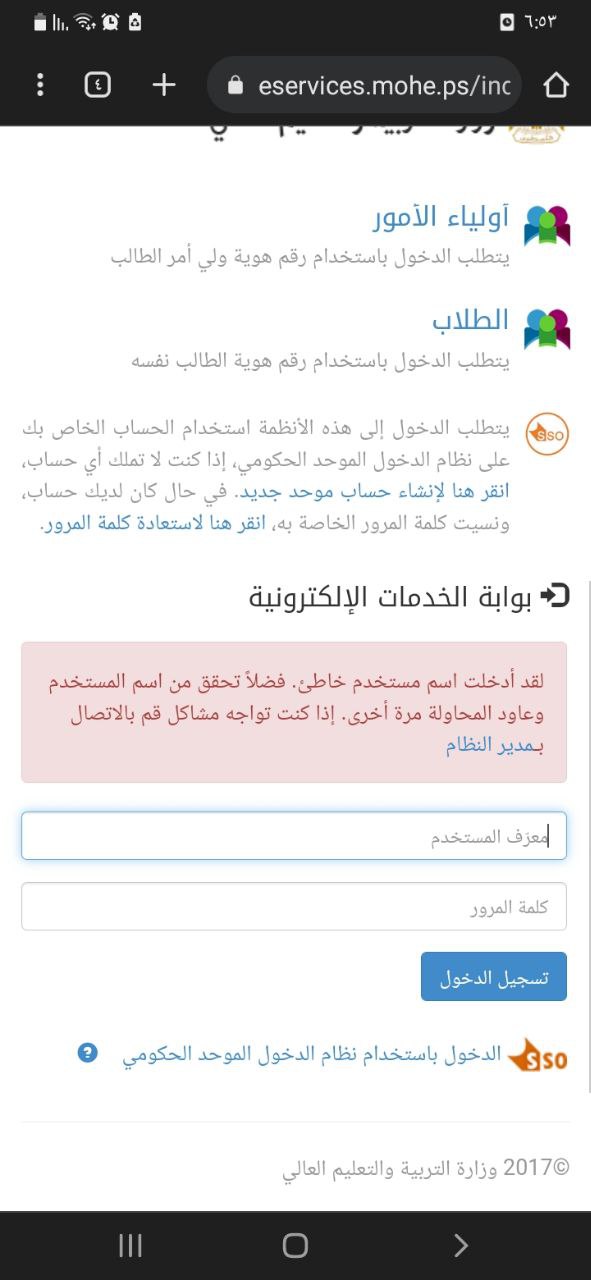 ٦:٥٣
٤
eservices.mohe.ps/inc
أولياء الأمور
يتطلب الدخول باستخدام رقم هوية ولي أمر الطالب
الطلاب
يتطلب الدخول باستخدام رقم هوية الطالب نفسه
SSO
يتطلب الدخول إلى هذه الأنظمة استخدام الحساب الخاص بك
على نظام الدخول الموحد الحكومي، إذا كنت لا تملك أي حساب،
انقر هنا لإنشاء حساب موحد جديد. في حال كان لديك حساب،
ونسيت كلمة المرور الخاصة به، انقر هنا لاستعادة كلمة المرور.
بوابة الخدمات الإلكترونية
لقد أدخلت اسم مستخدم خاطئ. فضلاً تحقق من اسم المستخدم
وعاود المحاولة مرة أخرى. إذا كنت تواجه مشاكل قم بالاتصال
بـمدير النظام
معرّف المستخدم
كلمة المرور
تسجيل الدخول
SSO الدخول باستخدام نظام الدخول الموحد الحكومي ?
©2017 وزارة التربية والتعليم العالي